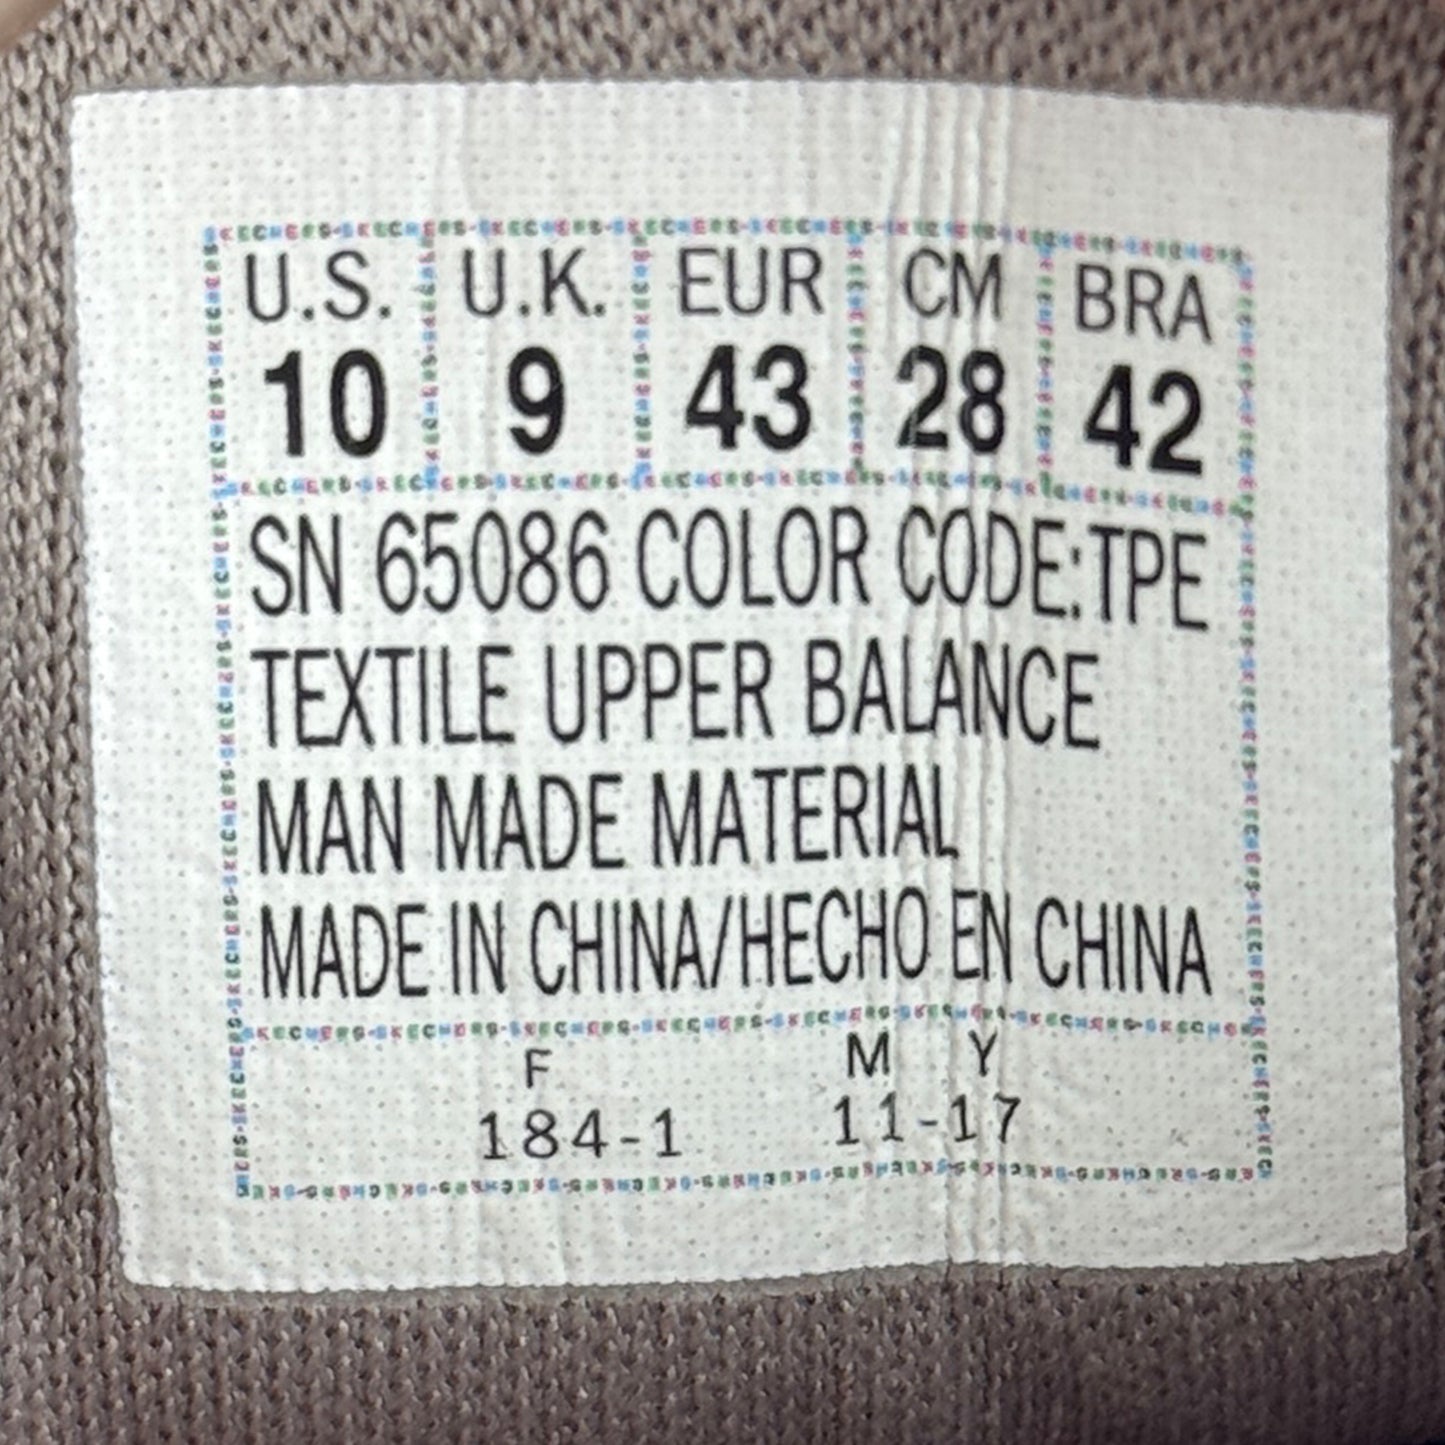 U.S. U.K. EUR CM BRA
10 9 43 28 42
SN 65086 COLOR CODE:TPE
TEXTILE UPPER BALANCE
MAN MADE MATERIAL
MADE IN CHINA/HECHO EN CHINA
F M Y
184-1 11-17